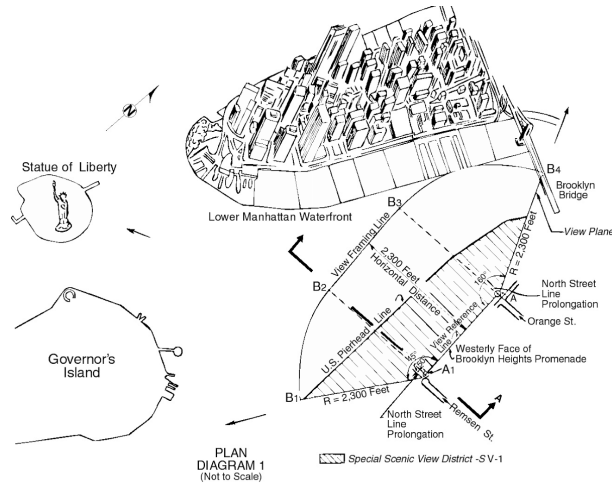 N
Statue of Liberty
Lower Manhattan Waterfront
B4
Brooklyn
Bridge
View Plane
B3
View Framing Line
2,300 Feet
Horizontal Distance
R = 2,300 Feet
160°
A
North Street
Line
Prolongation
Orange St.
B2
U.S. Pierhead Line
View Reference
Line
Westerly Face of
Brooklyn Heights Promenade
45°
A1
B1
R = 2,300 Feet
A
Remsen St.
North Street
Line
Prolongation
Governor's
Island
PLAN
DIAGRAM 1
(Not to Scale)
Special Scenic View District -SV-1